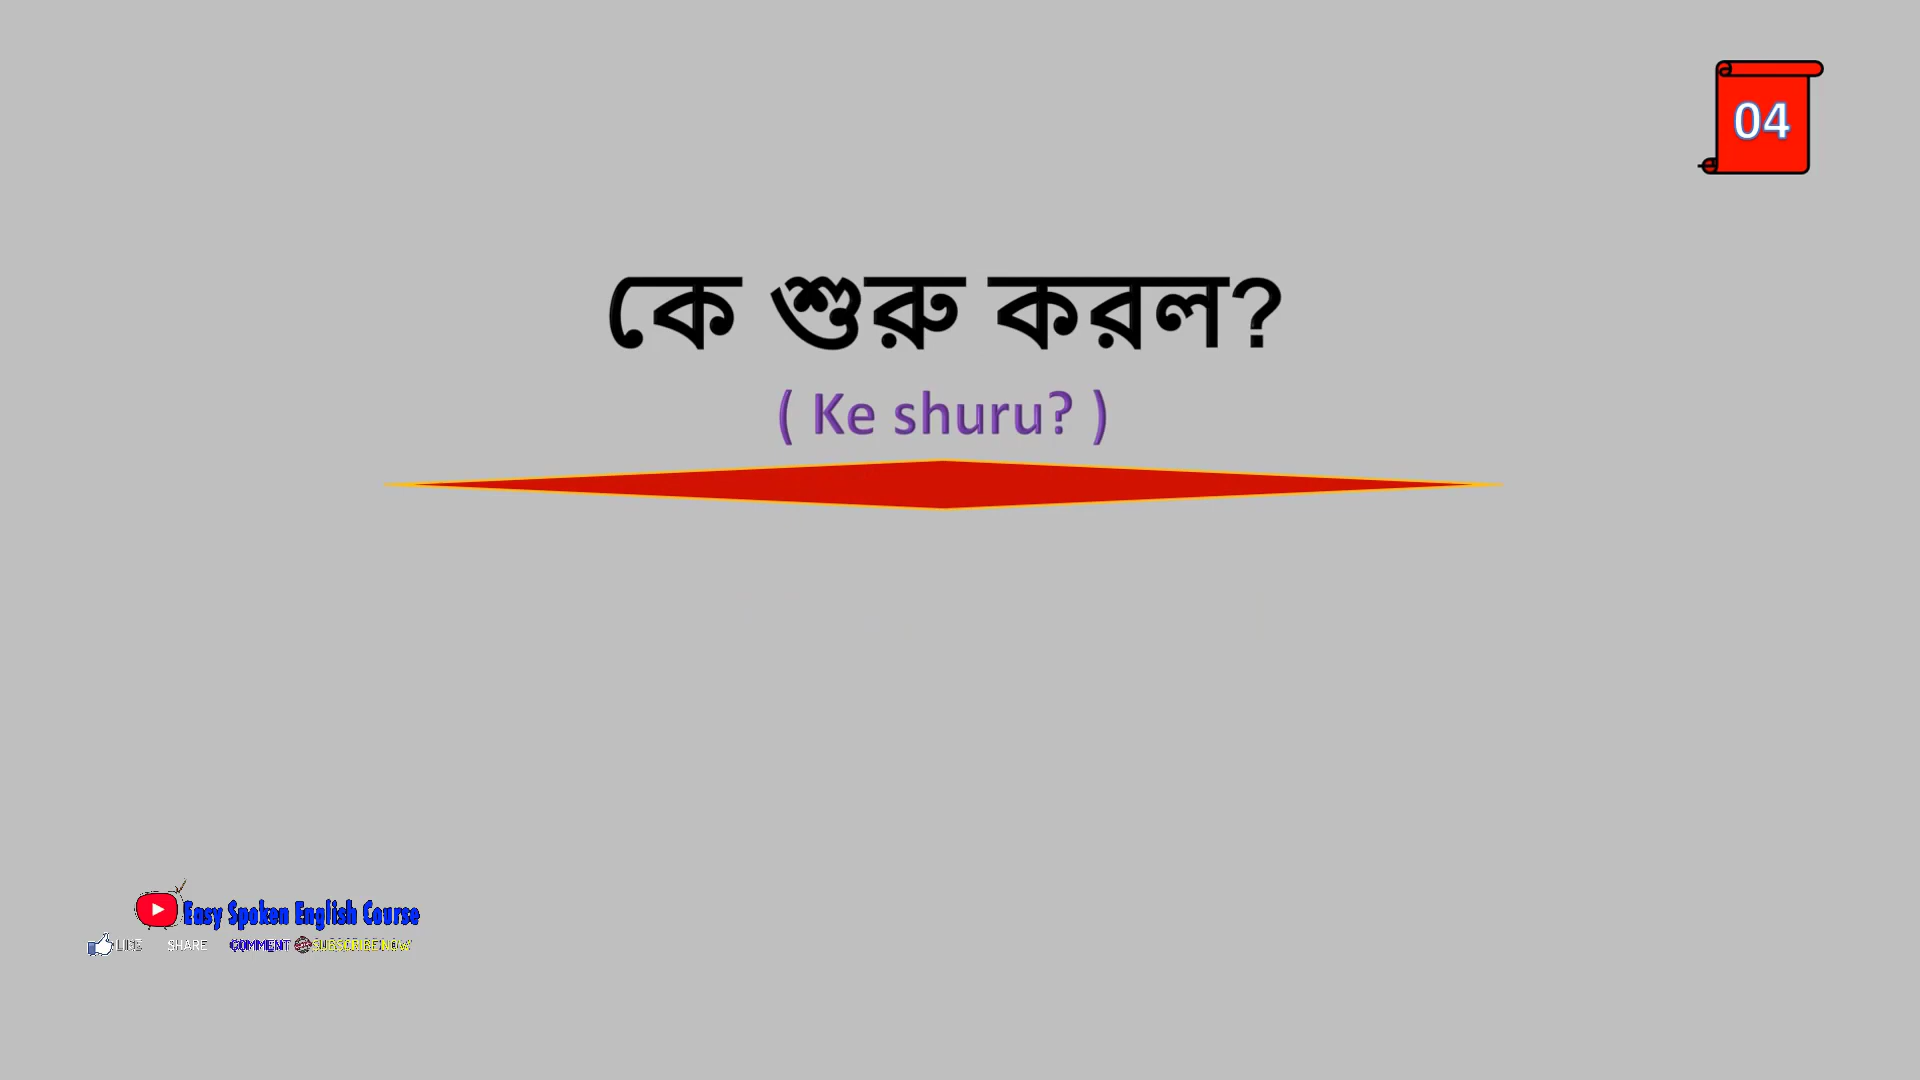 04
কে শুরু করল?
( Ke shuru? )
Easy Spoken English Course
LIKE SHARE COMMENT SUBSCRIBE NOW